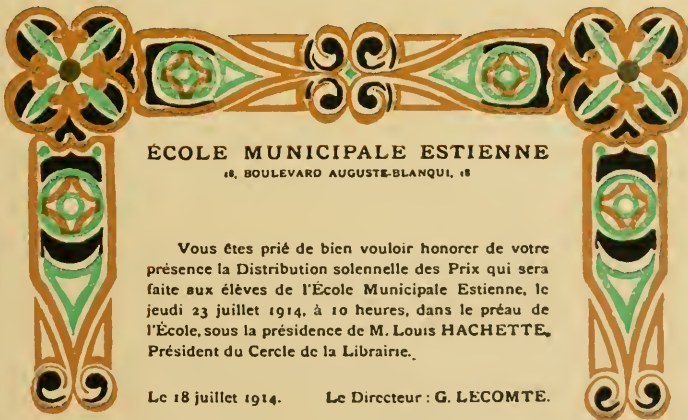 ÉCOLE MUNICIPALE ESTIENNE
18, BOULEVARD AUGUSTE-BLANQUI, 18
Vous êtes prié de bien vouloir honorer de votre
présence la Distribution solennelle des Prix qui sera
faite aux élèves de l'École Municipale Estienne, le
jeudi 23 juillet 1914, à 10 heures, dans le préau de
l'École, sous la présidence de M. Louis HACHETTE,
Président du Cercle de la Librairie.
Le 18 juillet 1914. Le Directeur : G. LECOMTE.